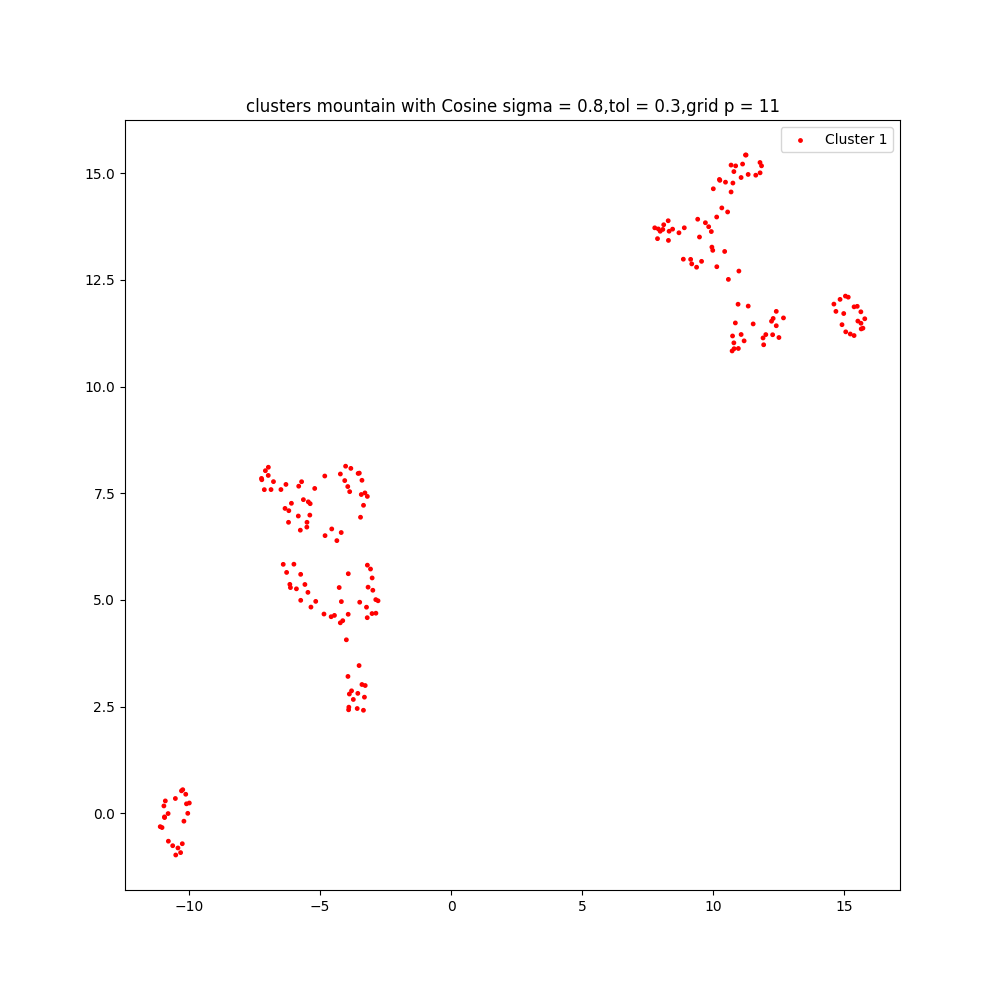 clusters mountain with Cosine sigma = 0.8,tol = 0.3,grid p = 11
Cluster 1
15.0
12.5
10.0
7.5
5.0
2.5
0.0
−10 −5 0 5 10 15